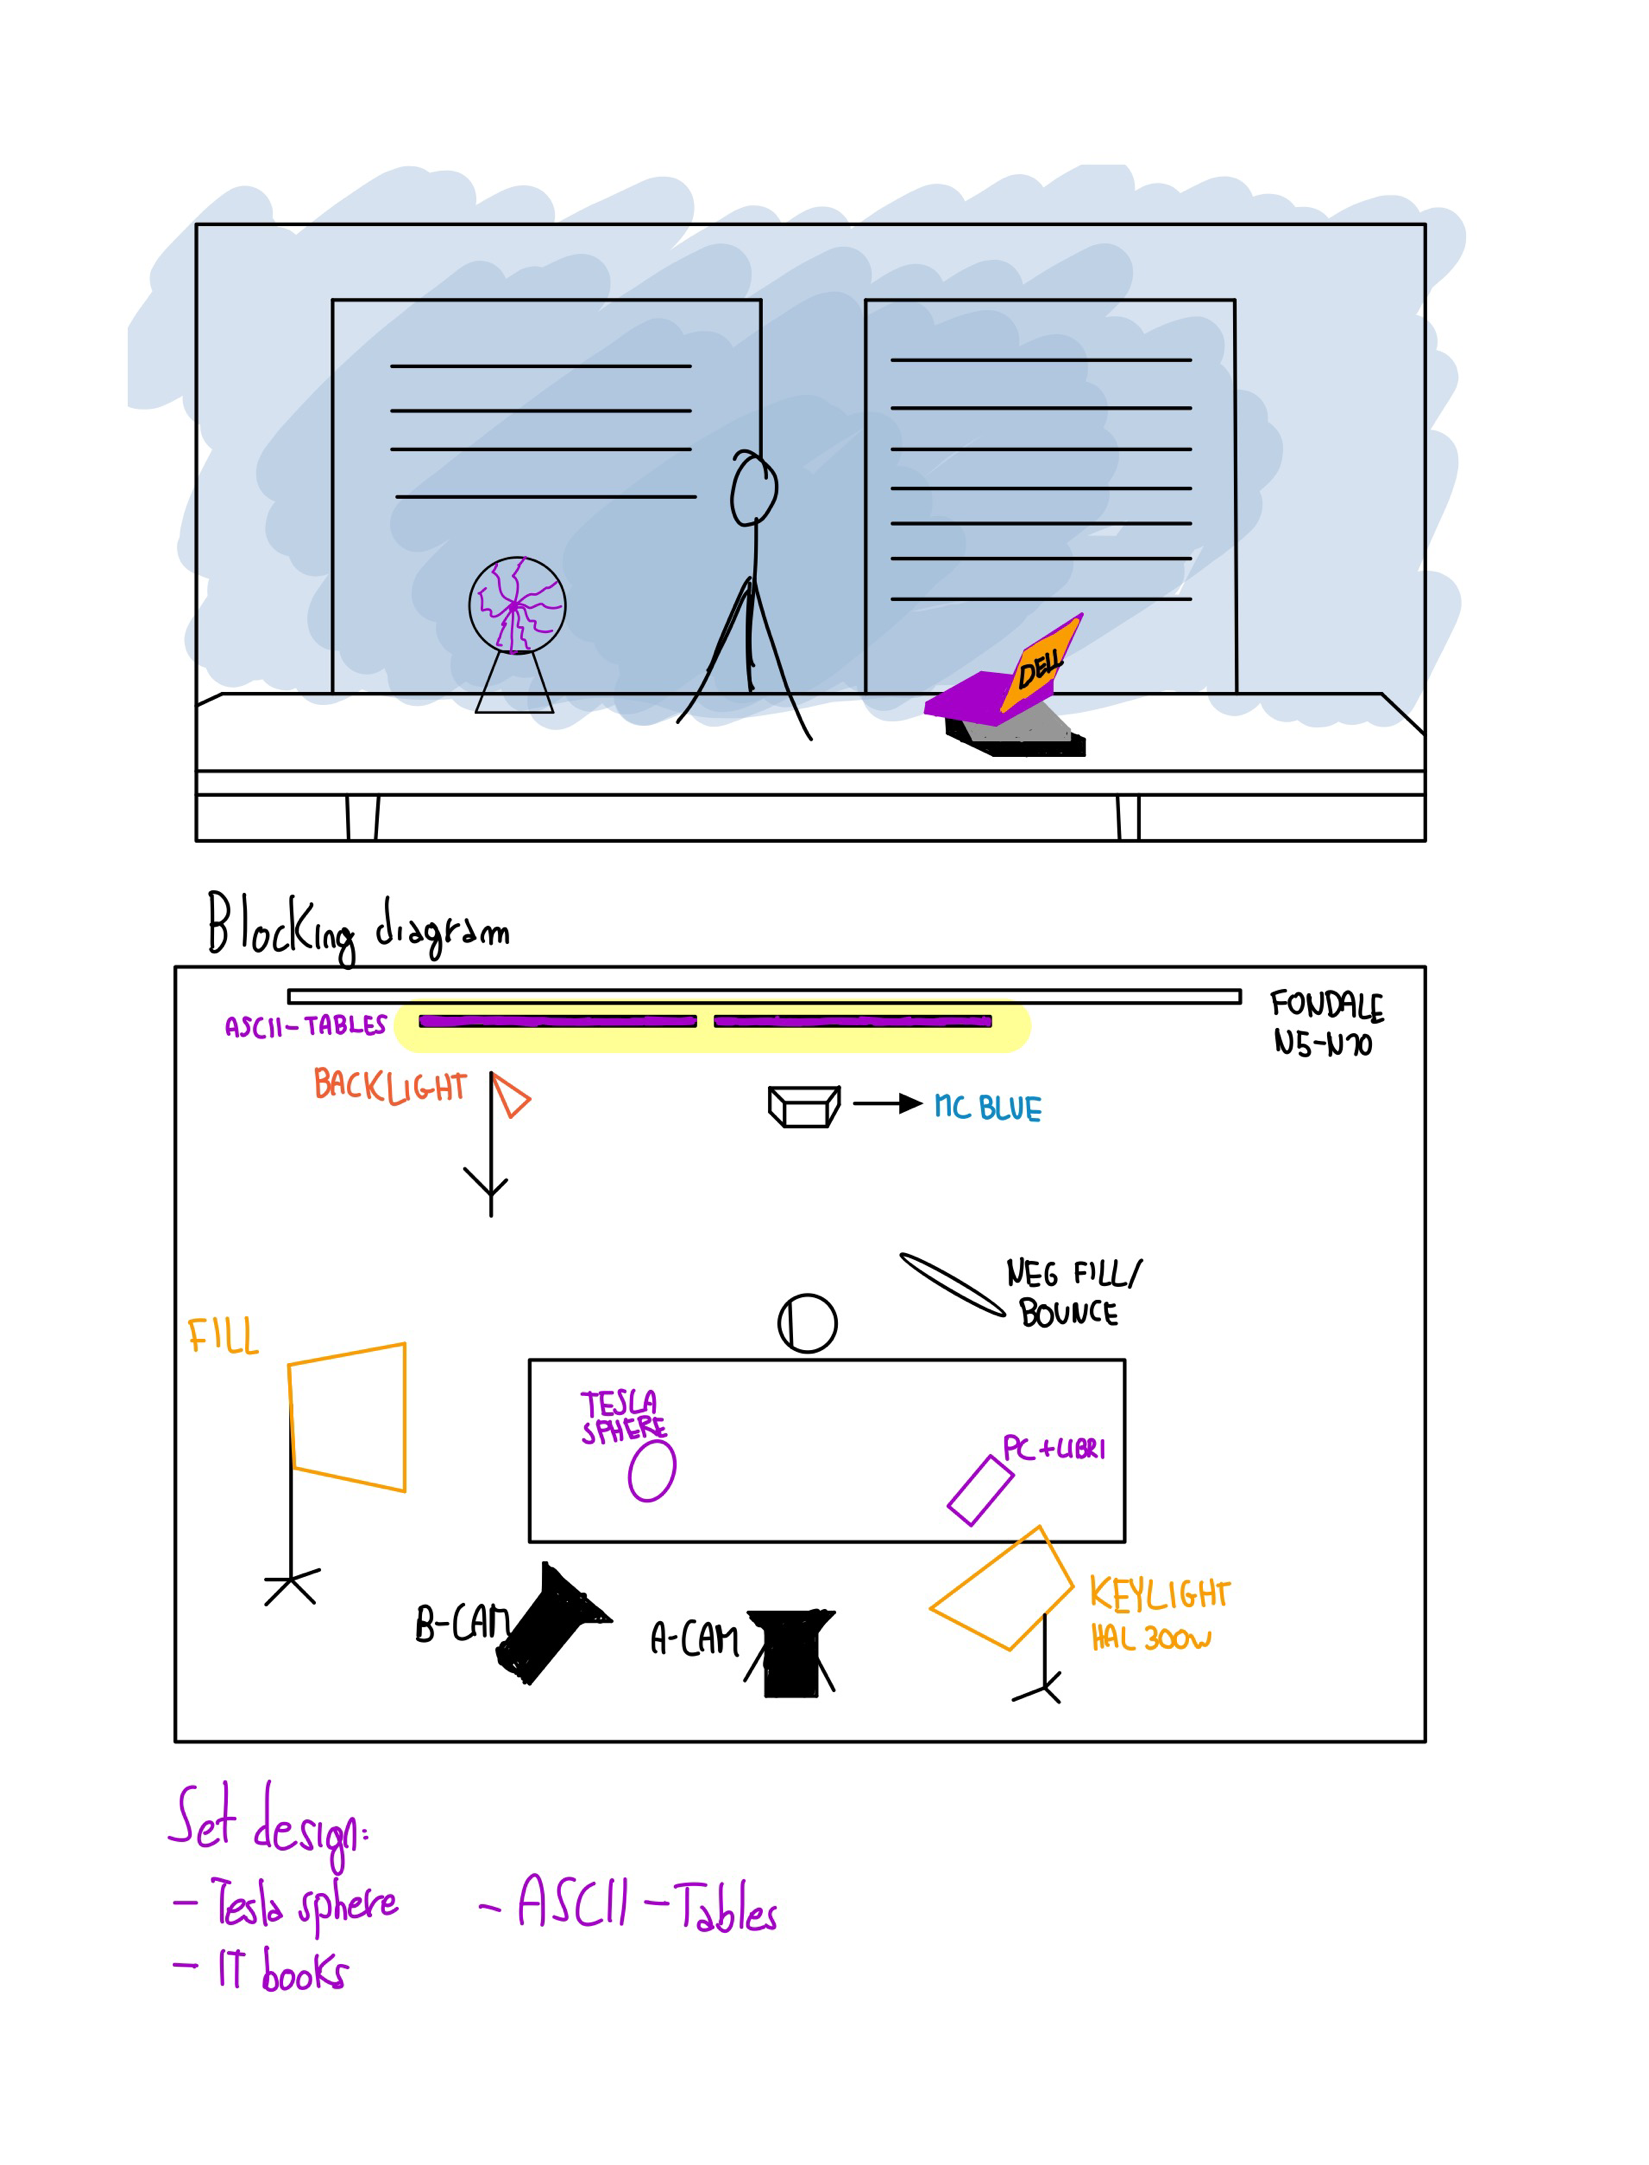 DELL
Blocking diagram
FONDALE
N5-N70
ASCII-TABLES
BACKLIGHT
MC BLUE
NEG FILL/
BOUNCE
FILL
TESLA
SPHERE
PC+LIBRI
B-CAM
A-CAM
KEYLIGHT
HAL 300W
Set design:
- Tesla sphere
- ASCII-Tables
- IT books